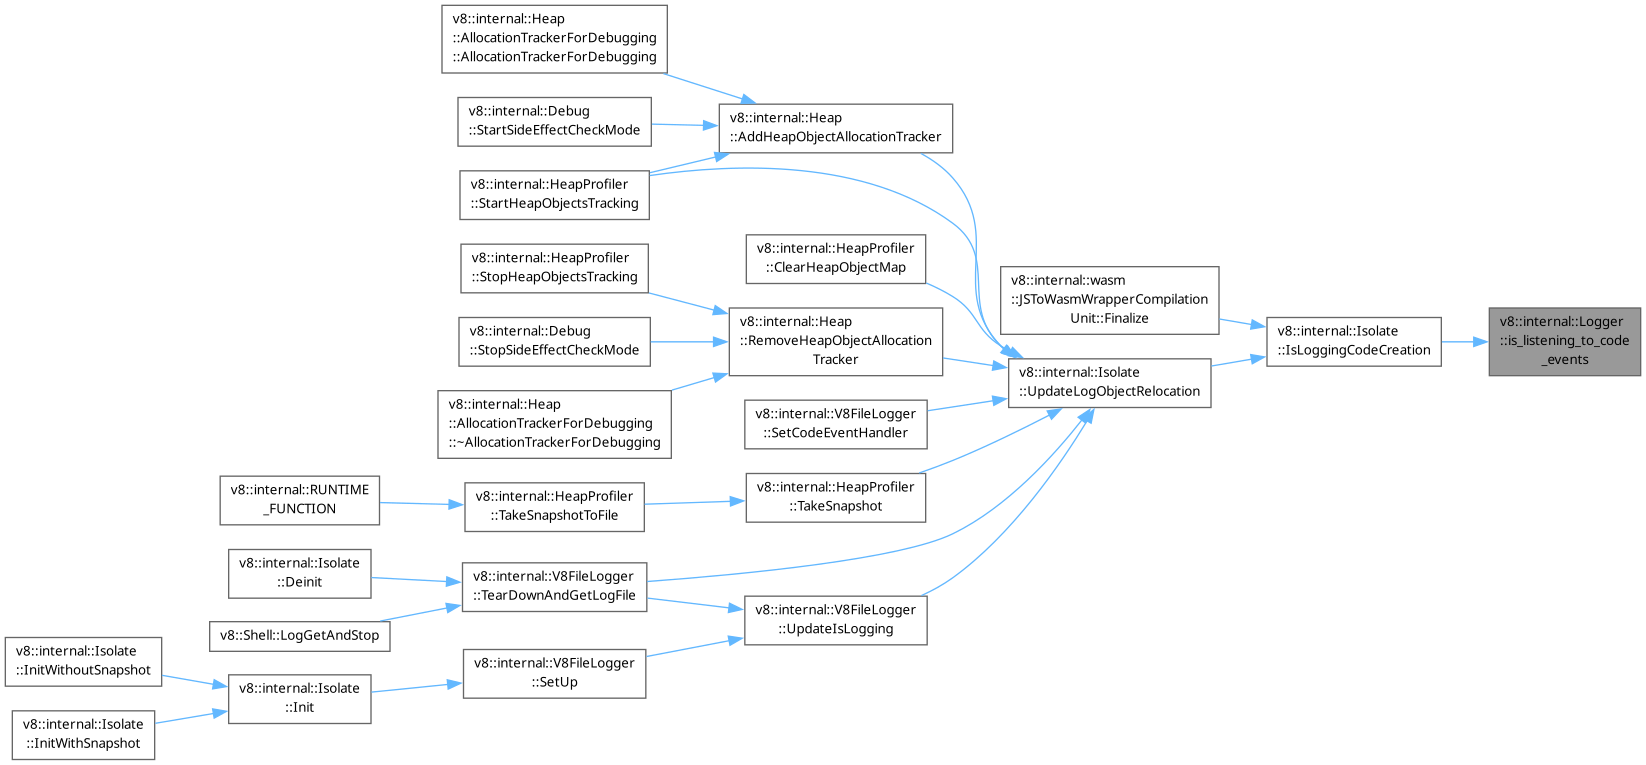 v8::internal::Heap
::AllocationTrackerForDebugging
::AllocationTrackerForDebugging
v8::internal::Debug
::StartSideEffectCheckMode
v8::internal::Heap
::AddHeapObjectAllocationTracker
v8::internal::HeapProfiler
::StartHeapObjectsTracking
v8::internal::HeapProfiler
::StopHeapObjectsTracking
v8::internal::HeapProfiler
::ClearHeapObjectMap
v8::internal::wasm
::JSToWasmWrapperCompilation
Unit::Finalize
v8::internal::Debug
::StopSideEffectCheckMode
v8::internal::Heap
::RemoveHeapObjectAllocation
Tracker
v8::internal::Isolate
::IsLoggingCodeCreation
v8::internal::Logger
::is_listening_to_code
_events
v8::internal::Isolate
::UpdateLogObjectRelocation
v8::internal::Heap
::AllocationTrackerForDebugging
::~AllocationTrackerForDebugging
v8::internal::V8FileLogger
::SetCodeEventHandler
v8::internal::RUNTIME
_FUNCTION
v8::internal::HeapProfiler
::TakeSnapshotToFile
v8::internal::HeapProfiler
::TakeSnapshot
v8::internal::Isolate
::Deinit
v8::internal::V8FileLogger
::TearDownAndGetLogFile
v8::Shell::LogGetAndStop
v8::internal::V8FileLogger
::UpdateIsLogging
v8::internal::Isolate
::InitWithoutSnapshot
v8::internal::Isolate
::Init
v8::internal::V8FileLogger
::SetUp
v8::internal::Isolate
::InitWithSnapshot